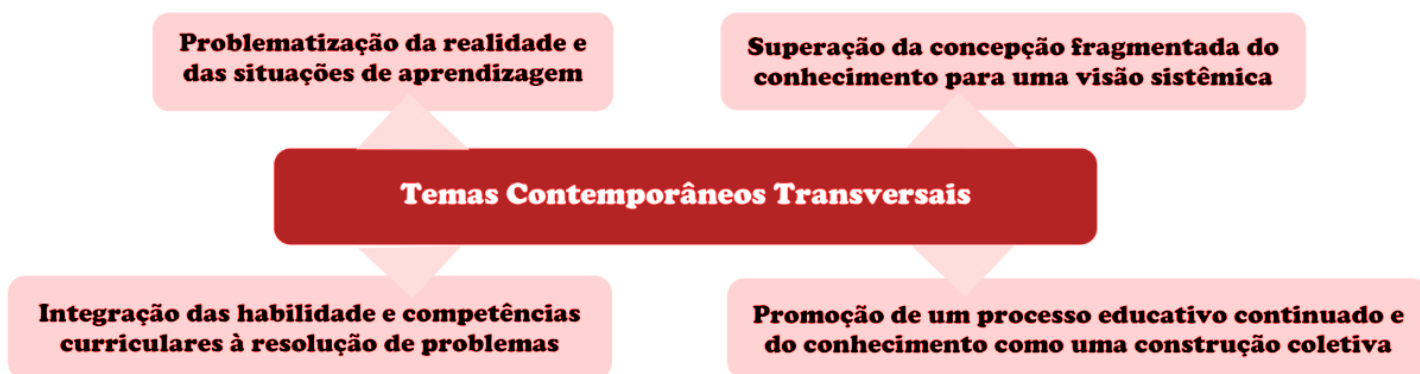 Problematização da realidade e
das situações de aprendizagem
Superação da concepção fragmentada do
conhecimento para uma visão sistêmica
Temas Contemporâneos Transversais
Integração das habilidade e competências
curriculares à resolução de problemas
Promoção de um processo educativo continuado e
do conhecimento como uma construção coletiva